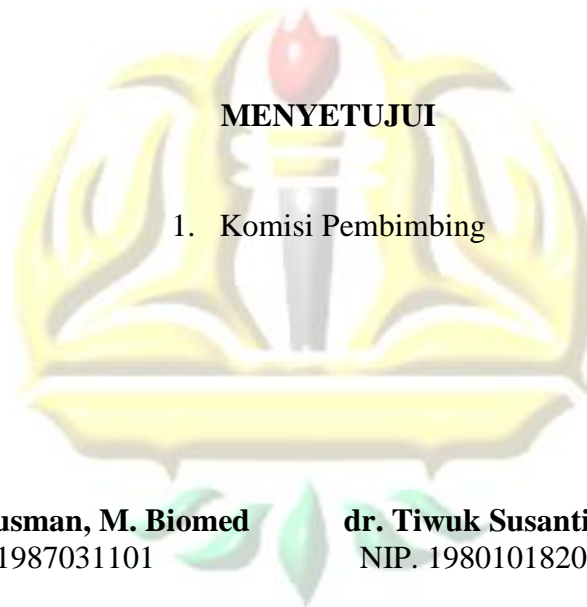 MENYETUJUI
1. Komisi Pembimbing
usman, M. Biomed dr. Tiwuk Susanti
1987031101 NIP. 1980101820